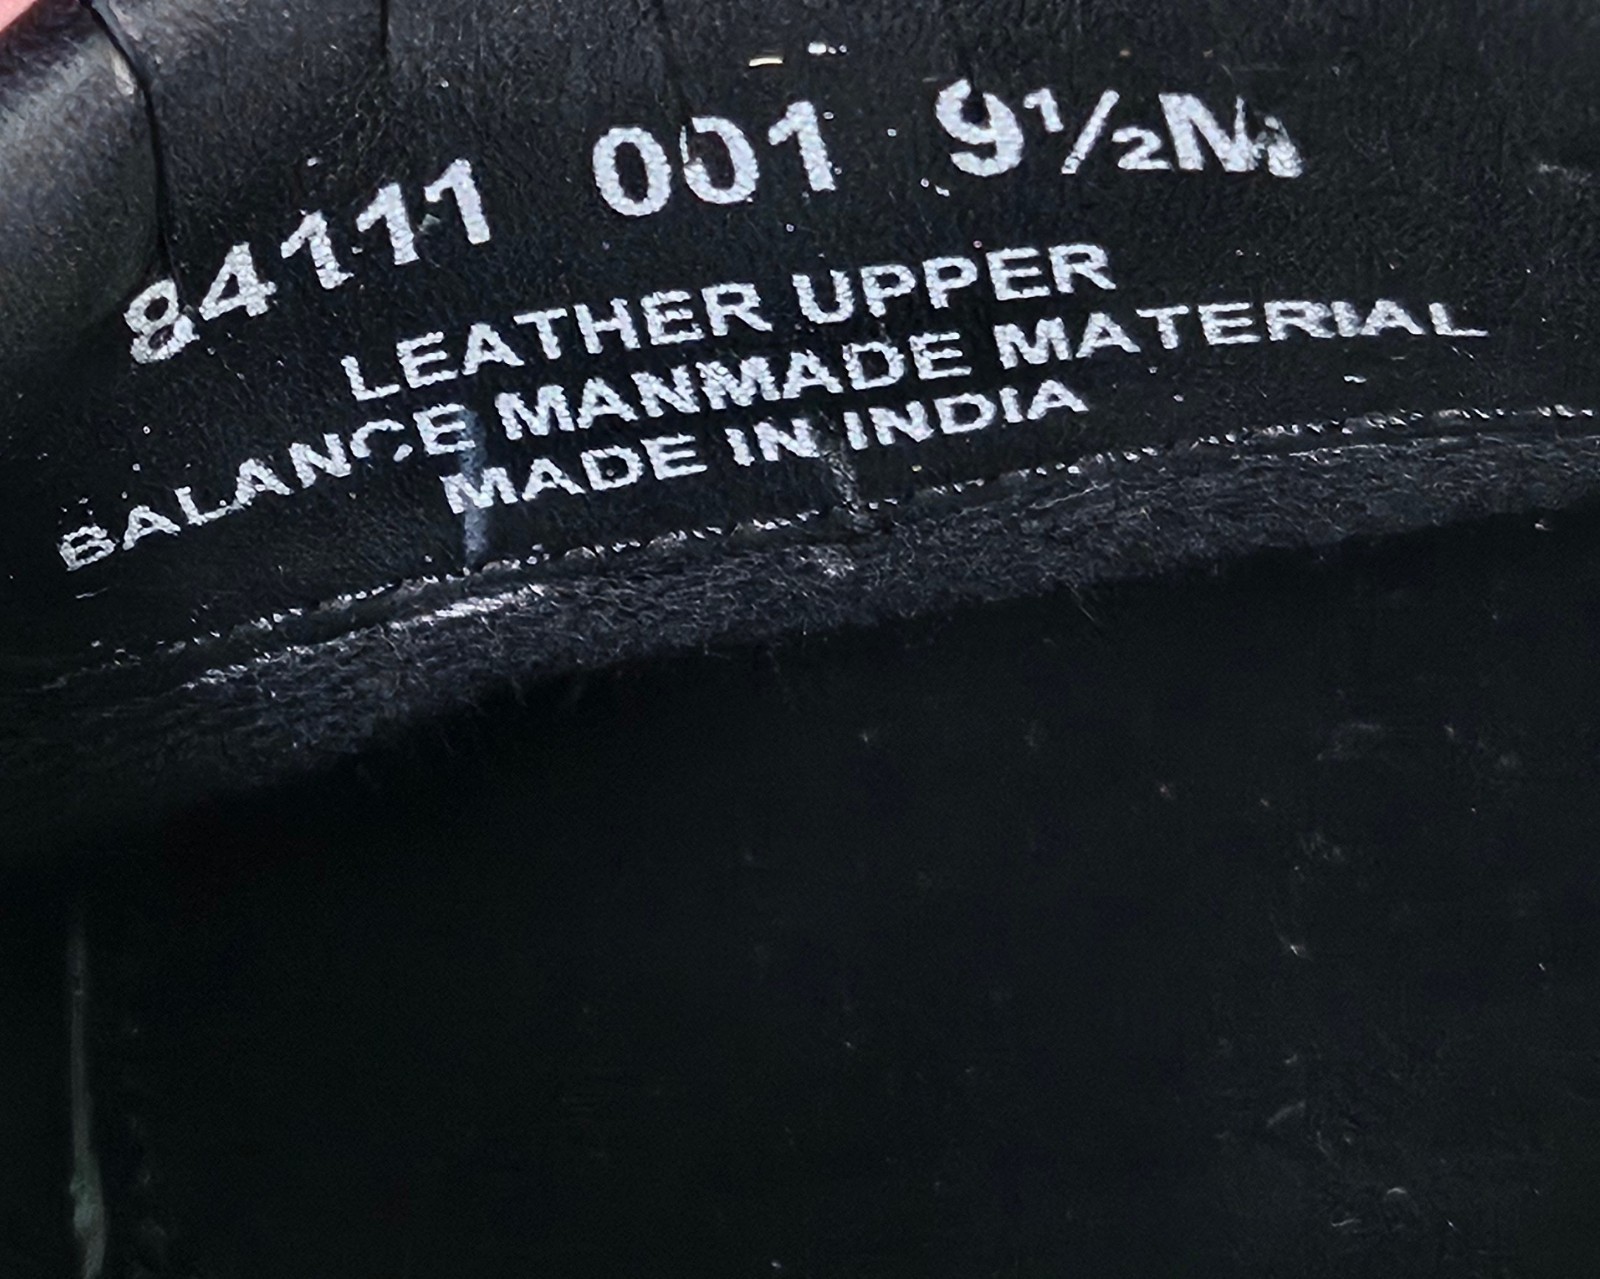 84111 001 9½M
LEATHER UPPER
BALANCE MANMADE MATERIAL
MADE IN INDIA